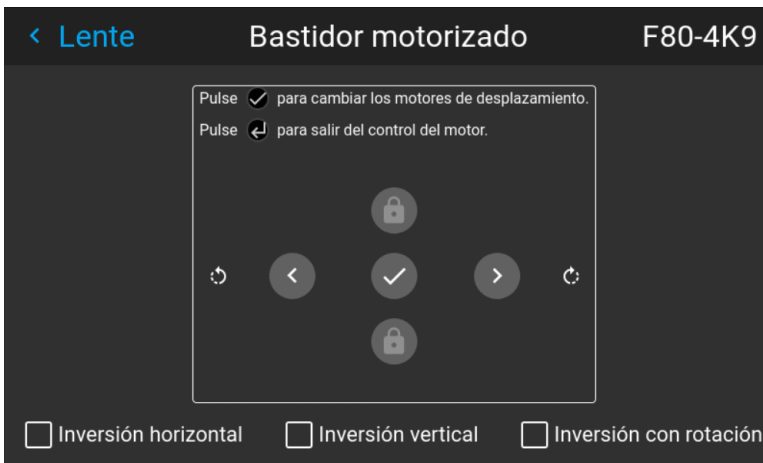 Lente Bastidor motorizado F80-4K9
Pulse para cambiar los motores de desplazamiento.
Pulse para salir del control del motor.
Inversión horizontal Inversión vertical Inversión con rotación